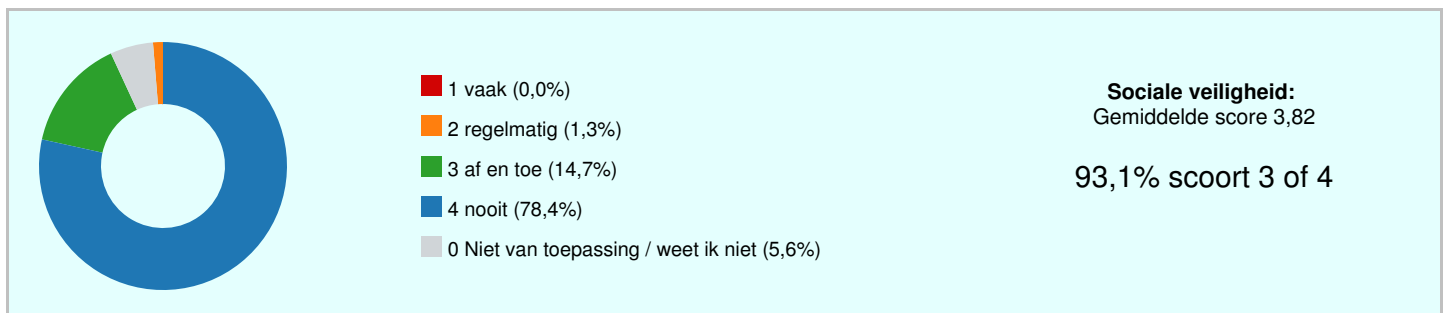 1 vaak (0,0%)
2 regelmatig (1,3%)
3 af en toe (14,7%)
4 nooit (78,4%)
0 Niet van toepassing / weet ik niet (5,6%)
Sociale veiligheid:
Gemiddelde score 3,82
93,1% scoort 3 of 4